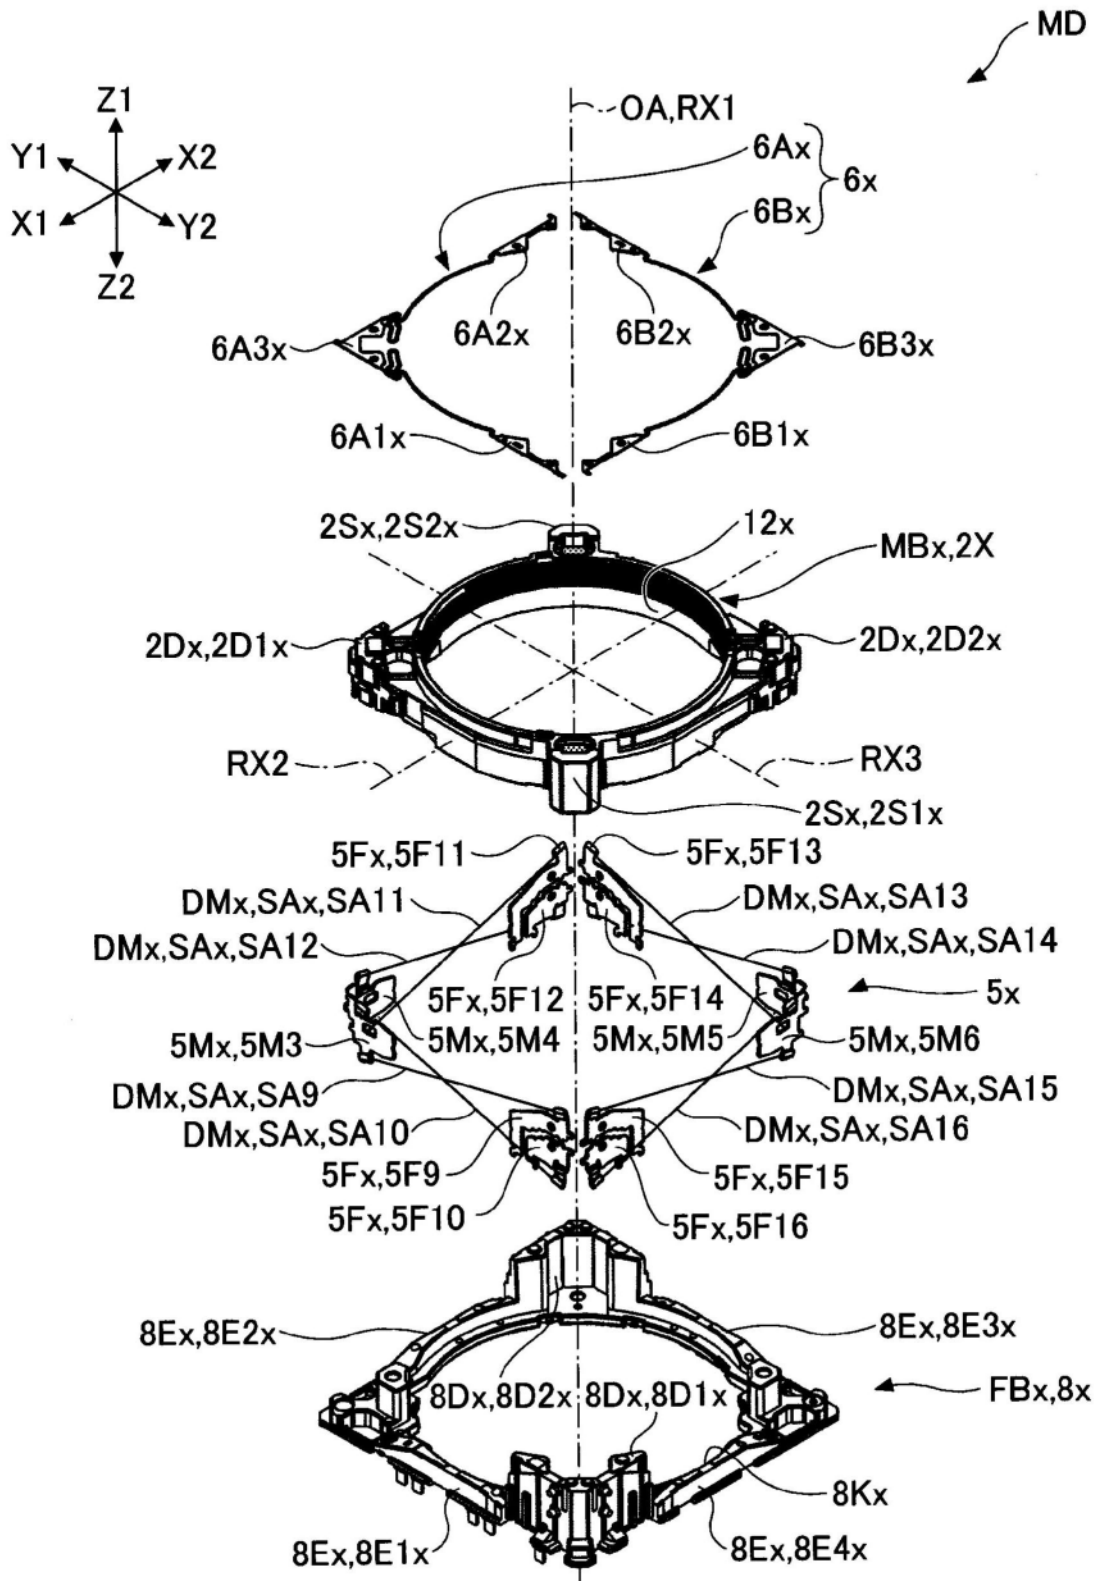 MD
Z1
OA,RX1
Y1
X2
6Ax
6x
X1
Y2
6Bx
Z2
6A2x
6B2x
6A3x
6B3x
6A1x
6B1x
2Sx,2S2x
12x
MBx,2X
2Dx,2D1x
2Dx,2D2x
RX2
RX3
2Sx,2S1x
5Fx,5F11
5Fx,5F13
DMx,SAx,SA11
DMx,SAx,SA13
DMx,SAx,SA12
DMx,SAx,SA14
5Fx,5F12
5Fx,5F14
5x
5Mx,5M3
5Mx,5M4
5Mx,5M5
5Mx,5M6
DMx,SAx,SA9
DMx,SAx,SA15
DMx,SAx,SA10
DMx,SAx,SA16
5Fx,5F9
5Fx,5F15
5Fx,5F10
5Fx,5F16
8Ex,8E2x
8Ex,8E3x
8Dx,8D2x
8Dx,8D1x
FBx,8x
8Kx
8Ex,8E1x
8Ex,8E4x